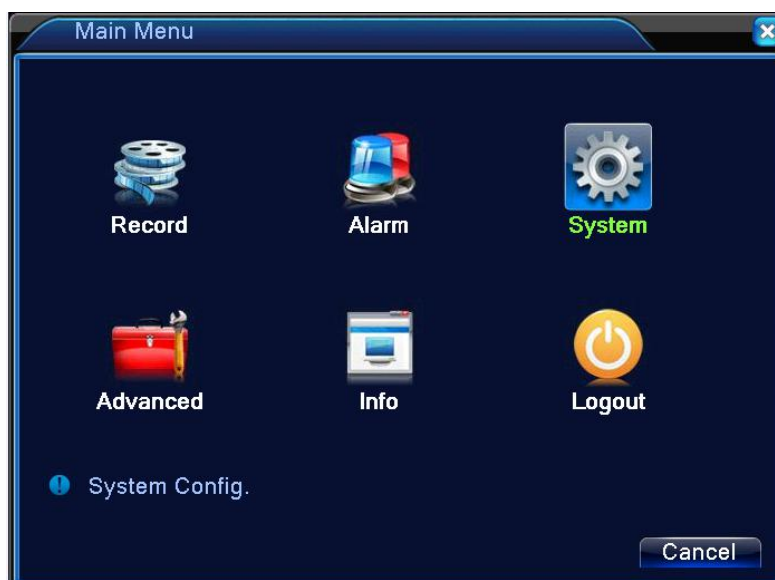 Main Menu
Record Alarm System
Advanced Info Logout
System Config.
Cancel